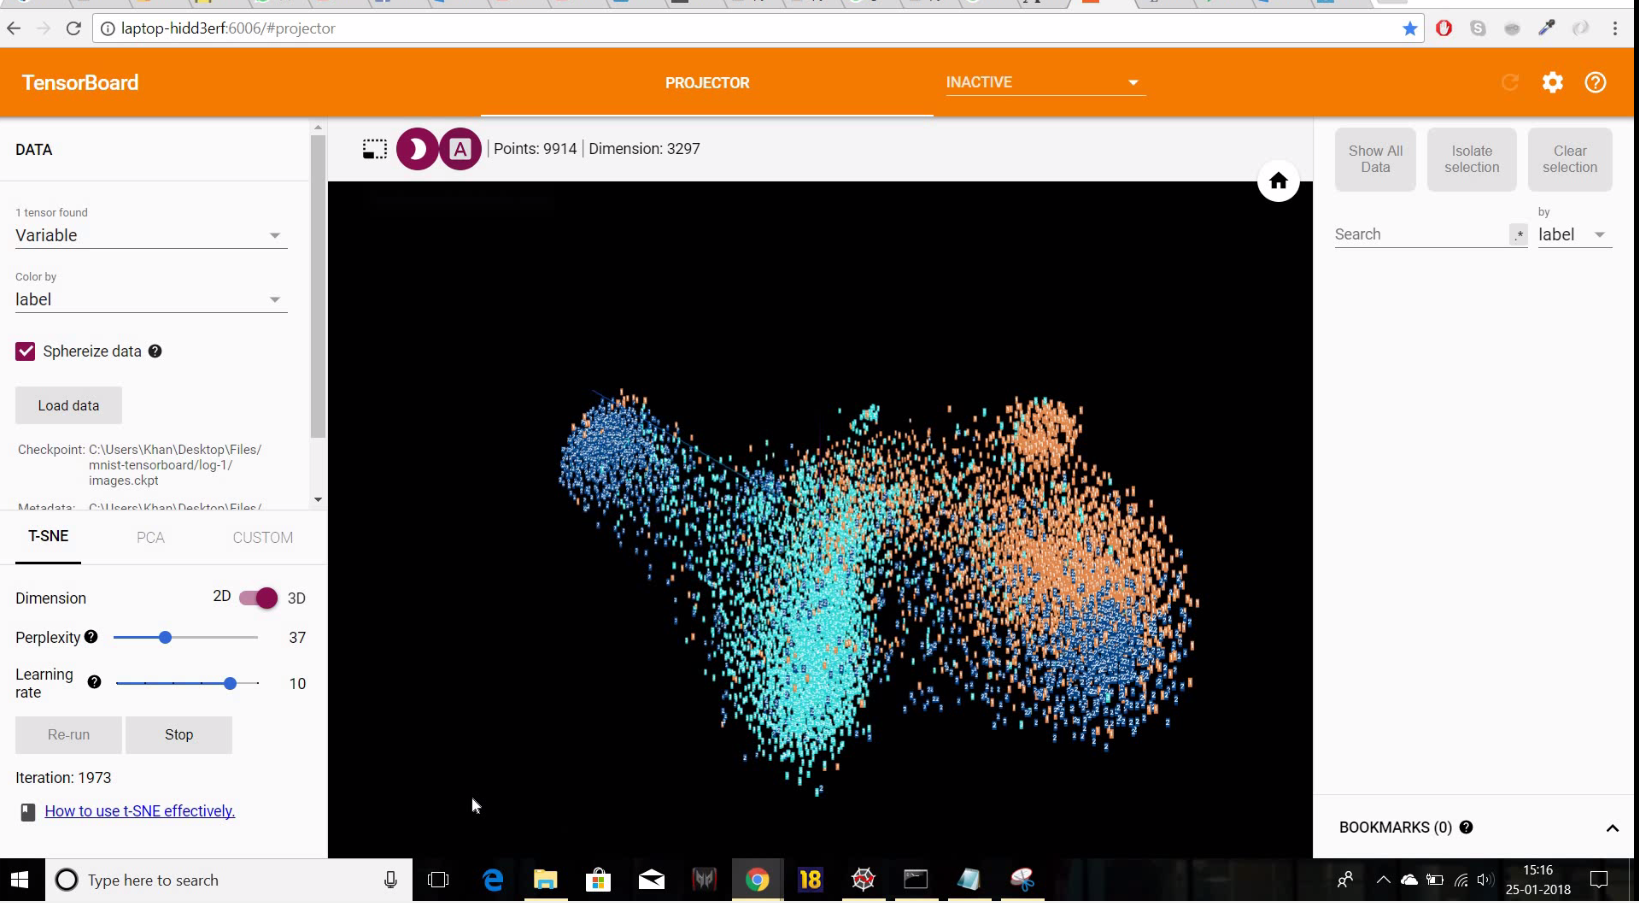 laptop-hidd3erf:6006/#projector
TensorBoard
PROJECTOR
INACTIVE
DATA
A
Points: 9914
Dimension: 3297
1 tensor found
Variable
Color by
label
Sphereize data
Load data
Checkpoint: C:\Users\Khan\Desktop\Files/
mnist-tensorboard/log-1/
images.ckpt
Metadata: C:\Users\Khan\Desktop\Files/
T-SNE
PCA
CUSTOM
Dimension
2D
3D
Perplexity
37
Learning
rate
10
Re-run
Stop
Iteration: 1973
How to use t-SNE effectively.
Show All
Data
Isolate
selection
Clear
selection
Search
.*
by
label
BOOKMARKS (0)
Type here to search
18
15:16
25-01-2018